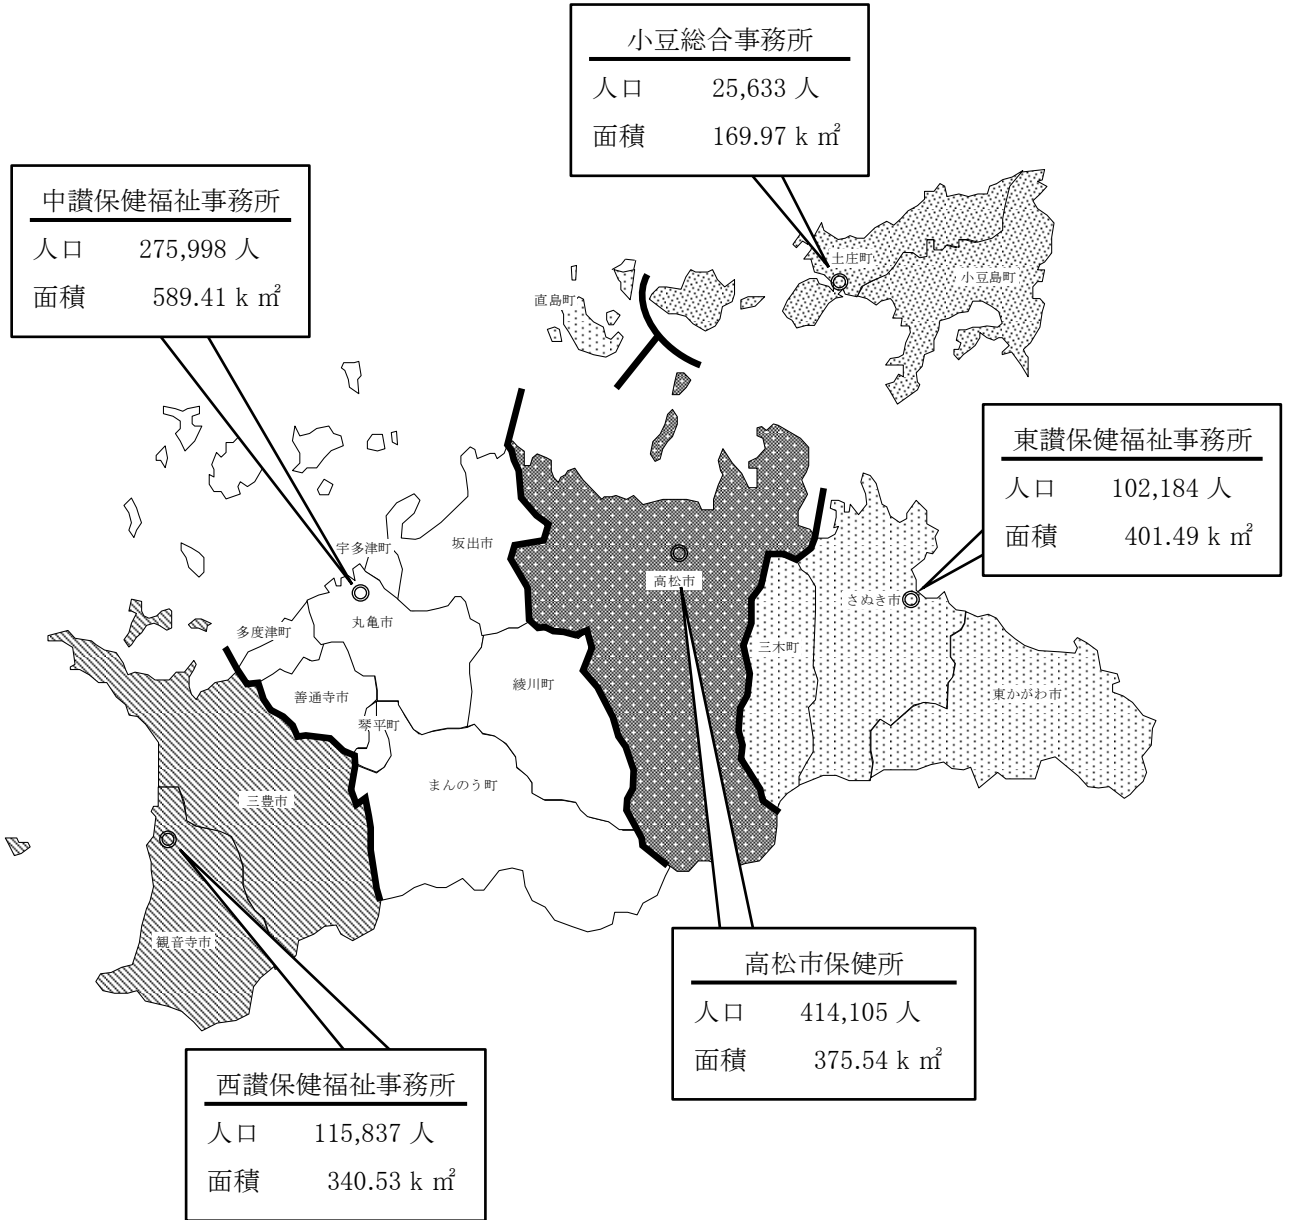 小豆総合事務所
人口 25,633 人
面積 169.97 k㎡
中讃保健福祉事務所
人口 275,998 人
面積 589.41 k㎡
土庄町
小豆島町
直島町
東讃保健福祉事務所
人口 102,184 人
面積 401.49 k㎡
宇多津町
坂出市
高松市
さぬき市
丸亀市
多度津町
三木町
善通寺市
綾川町
東かがわ市
琴平町
まんのう町
三豊市
観音寺市
高松市保健所
人口 414,105 人
面積 375.54 k㎡
西讃保健福祉事務所
人口 115,837 人
面積 340.53 k㎡